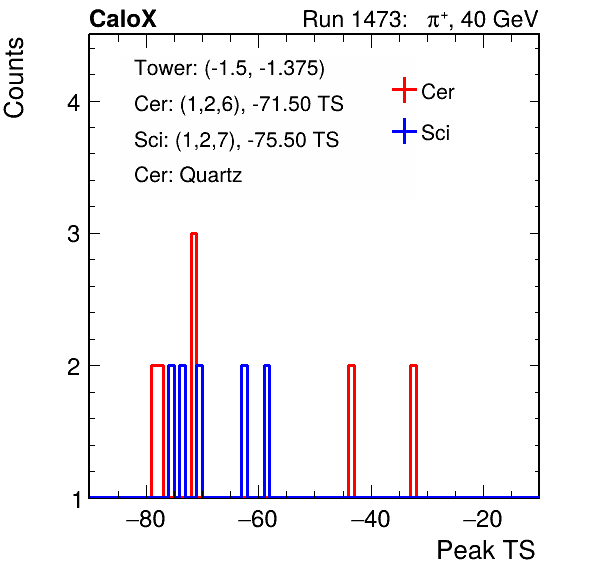 CaloX Run 1473: π⁺, 40 GeV
Counts
Tower: (-1.5, -1.375)
Cer: (1,2,6), -71.50 TS
Sci: (1,2,7), -75.50 TS
Cer: Quartz
Cer
Sci
4
3
2
1
−80 −60 −40 −20
Peak TS